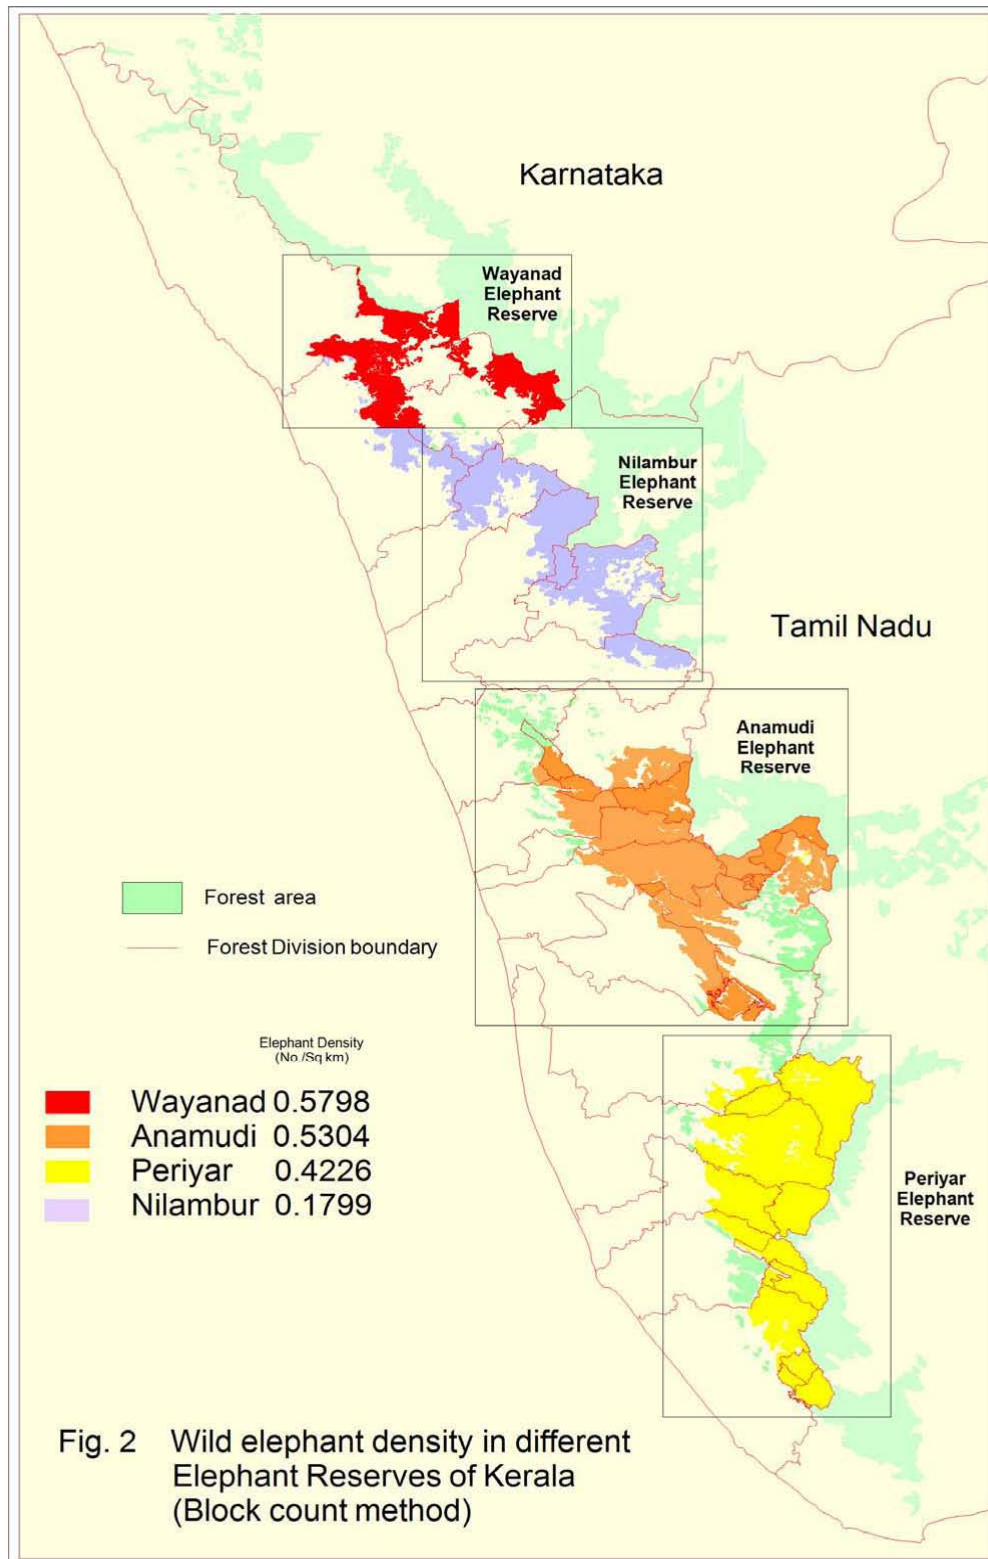 Karnataka
Wayanad
Elephant
Reserve
Nilambur
Elephant
Reserve
Tamil Nadu
Anamudi
Elephant
Reserve
Forest area
Forest Division boundary
Elephant Density
(No./Sq.km)
Wayanad 0.5798
Anamudi 0.5304
Periyar 0.4226
Nilambur 0.1799
Periyar
Elephant
Reserve
Fig. 2 Wild elephant density in different
Elephant Reserves of Kerala
(Block count method)